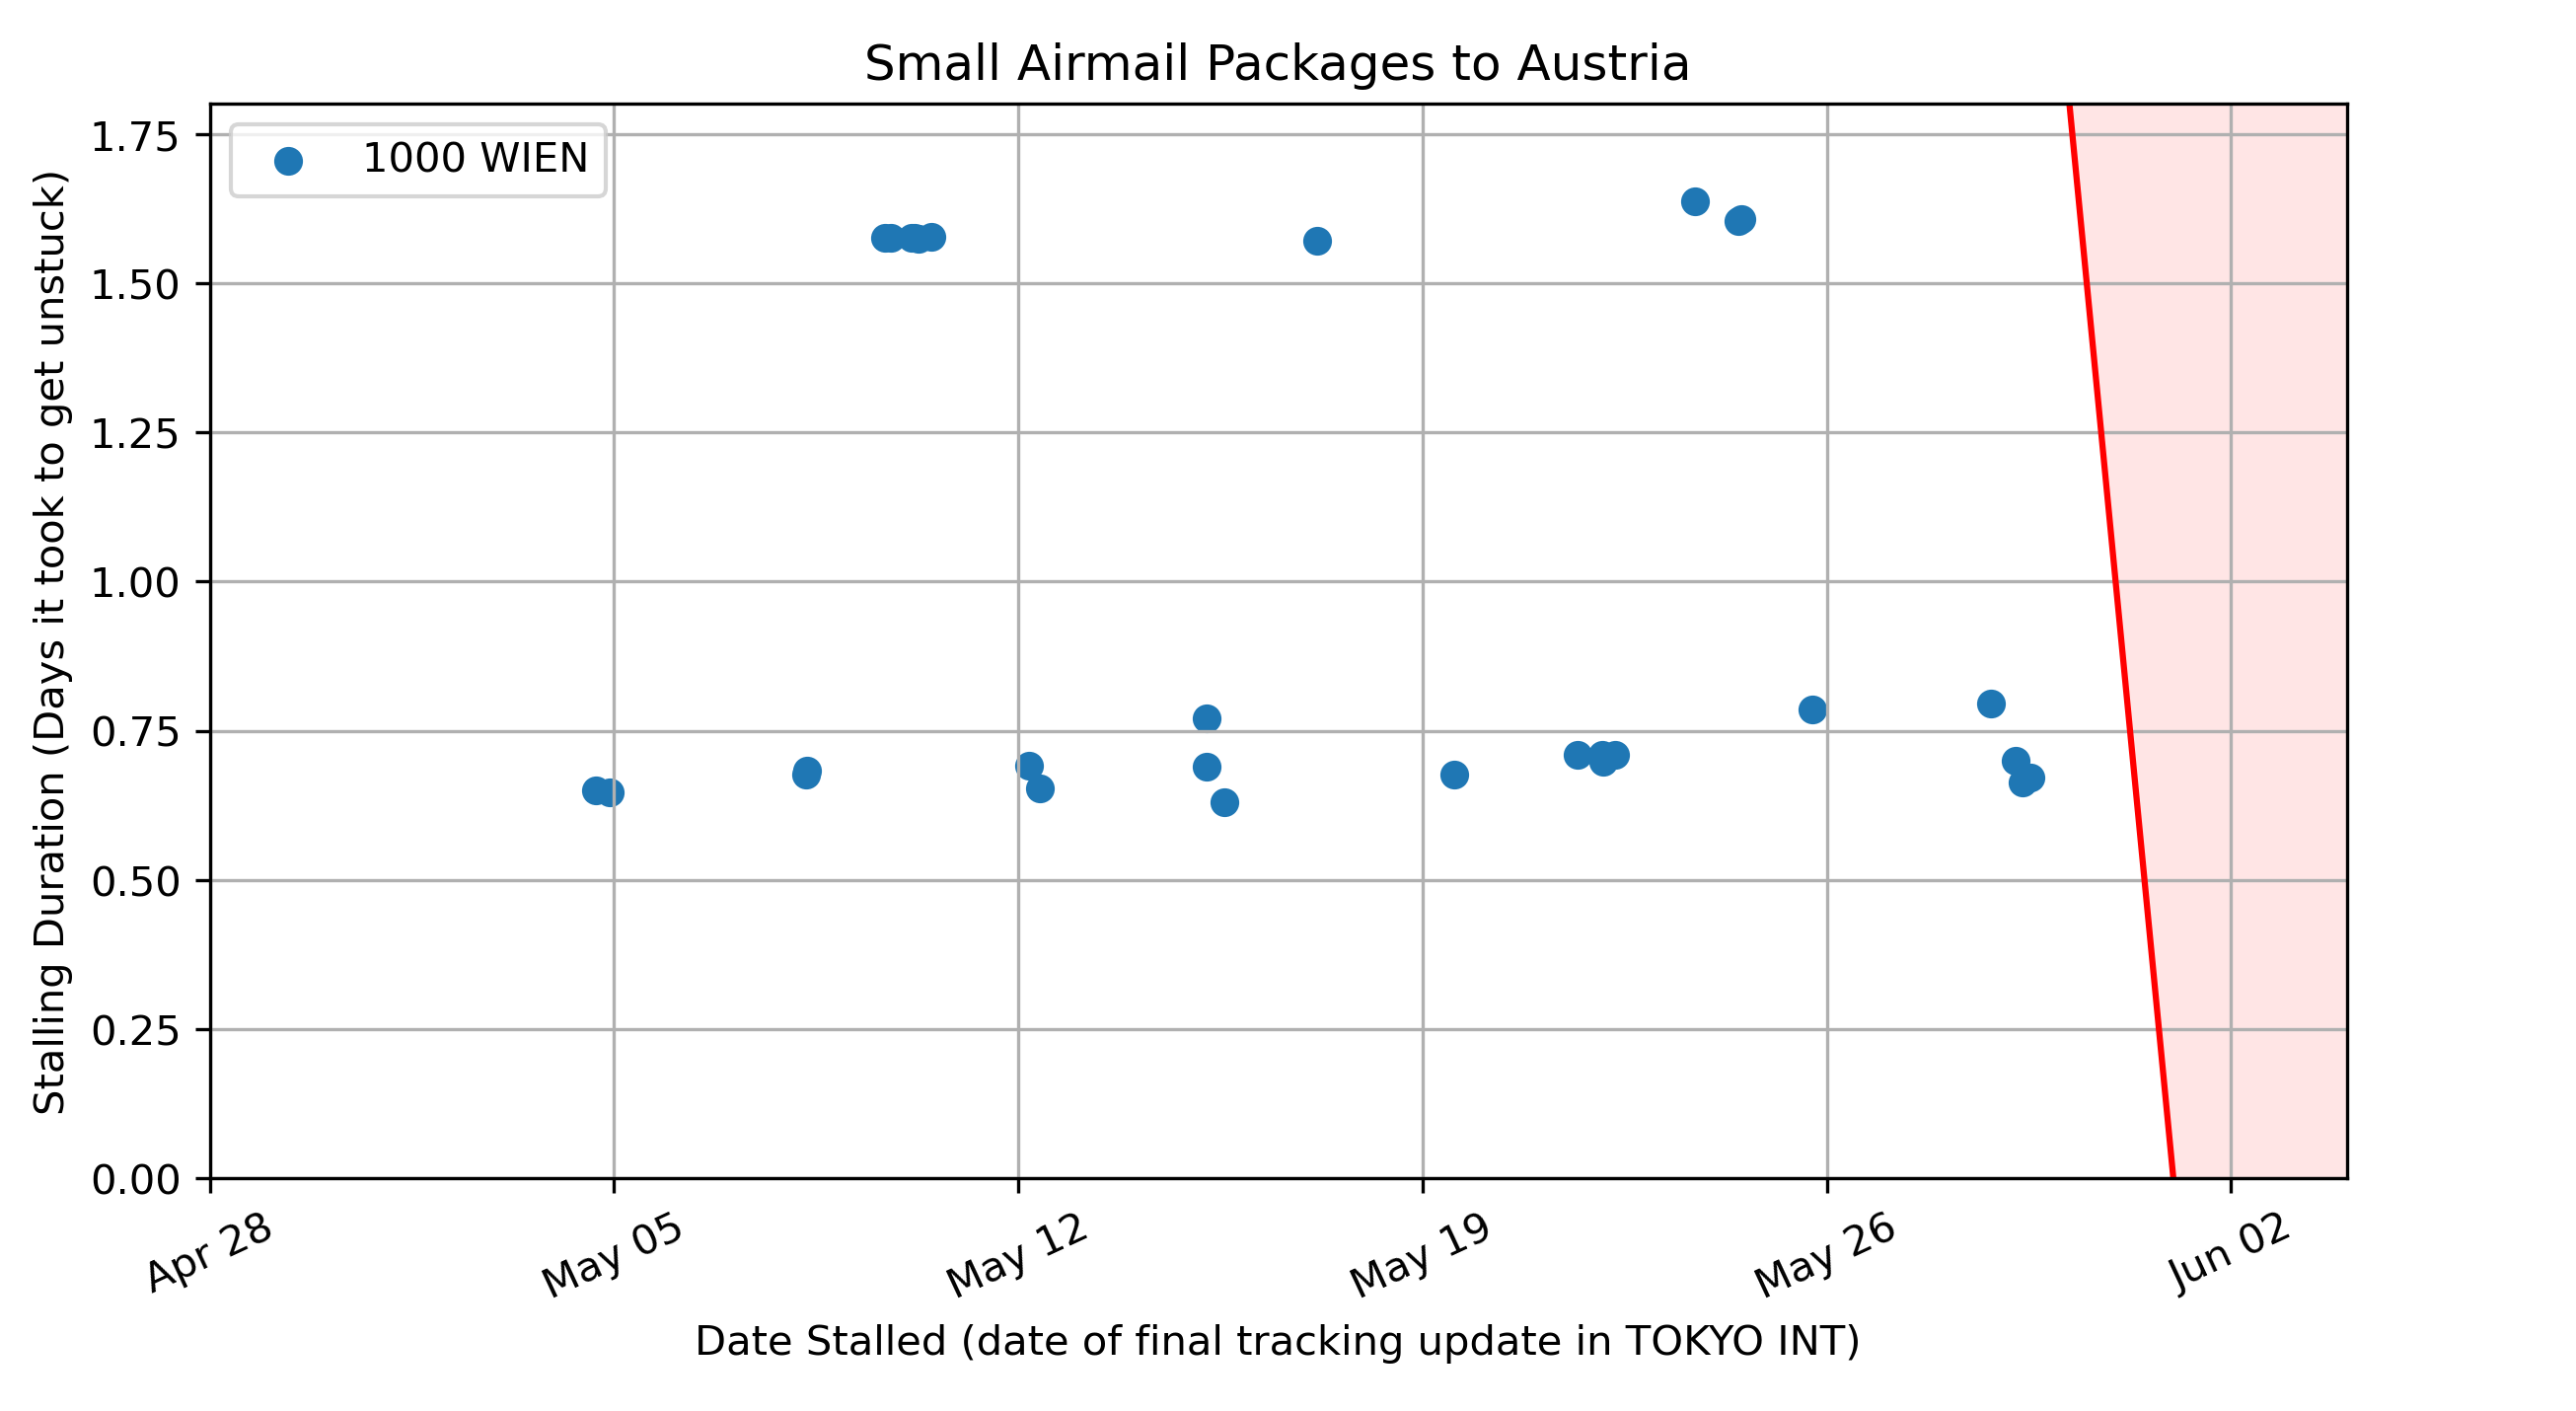 Small Airmail Packages to Austria
1000 WIEN
Stalling Duration (Days it took to get unstuck)
1.75
1.50
1.25
1.00
0.75
0.50
0.25
0.00
Apr 28
May 05
May 12
May 19
May 26
Jun 02
Date Stalled (date of final tracking update in TOKYO INT)